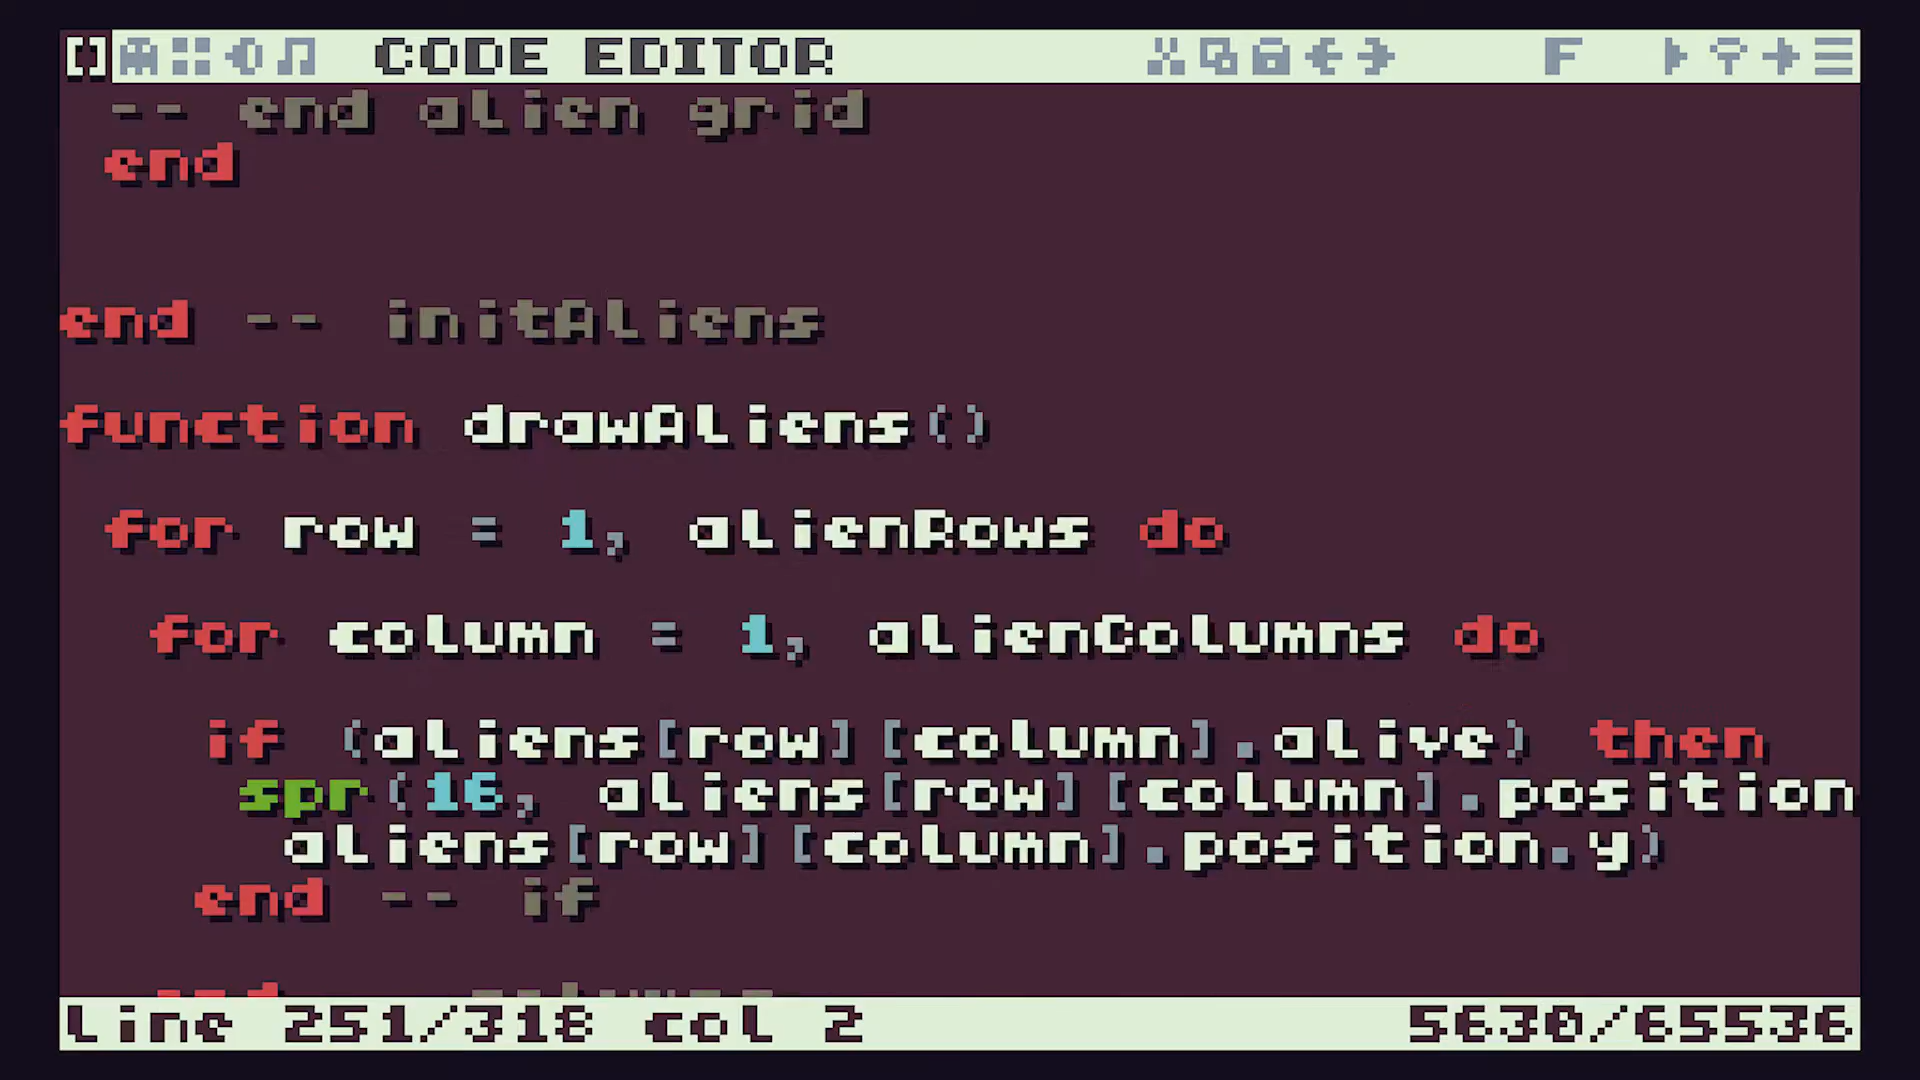 CODE EDITOR F
-- end alien grid
end
end -- initAliens
function drawAliens()
for row = 1, alienRows do
for column = 1, alienColumns do
if (aliens[row][column].alive) then
spr(16, aliens[row][column].position
aliens[row][column].position.y)
end -- if
line 251/318 col 2 5630/65536